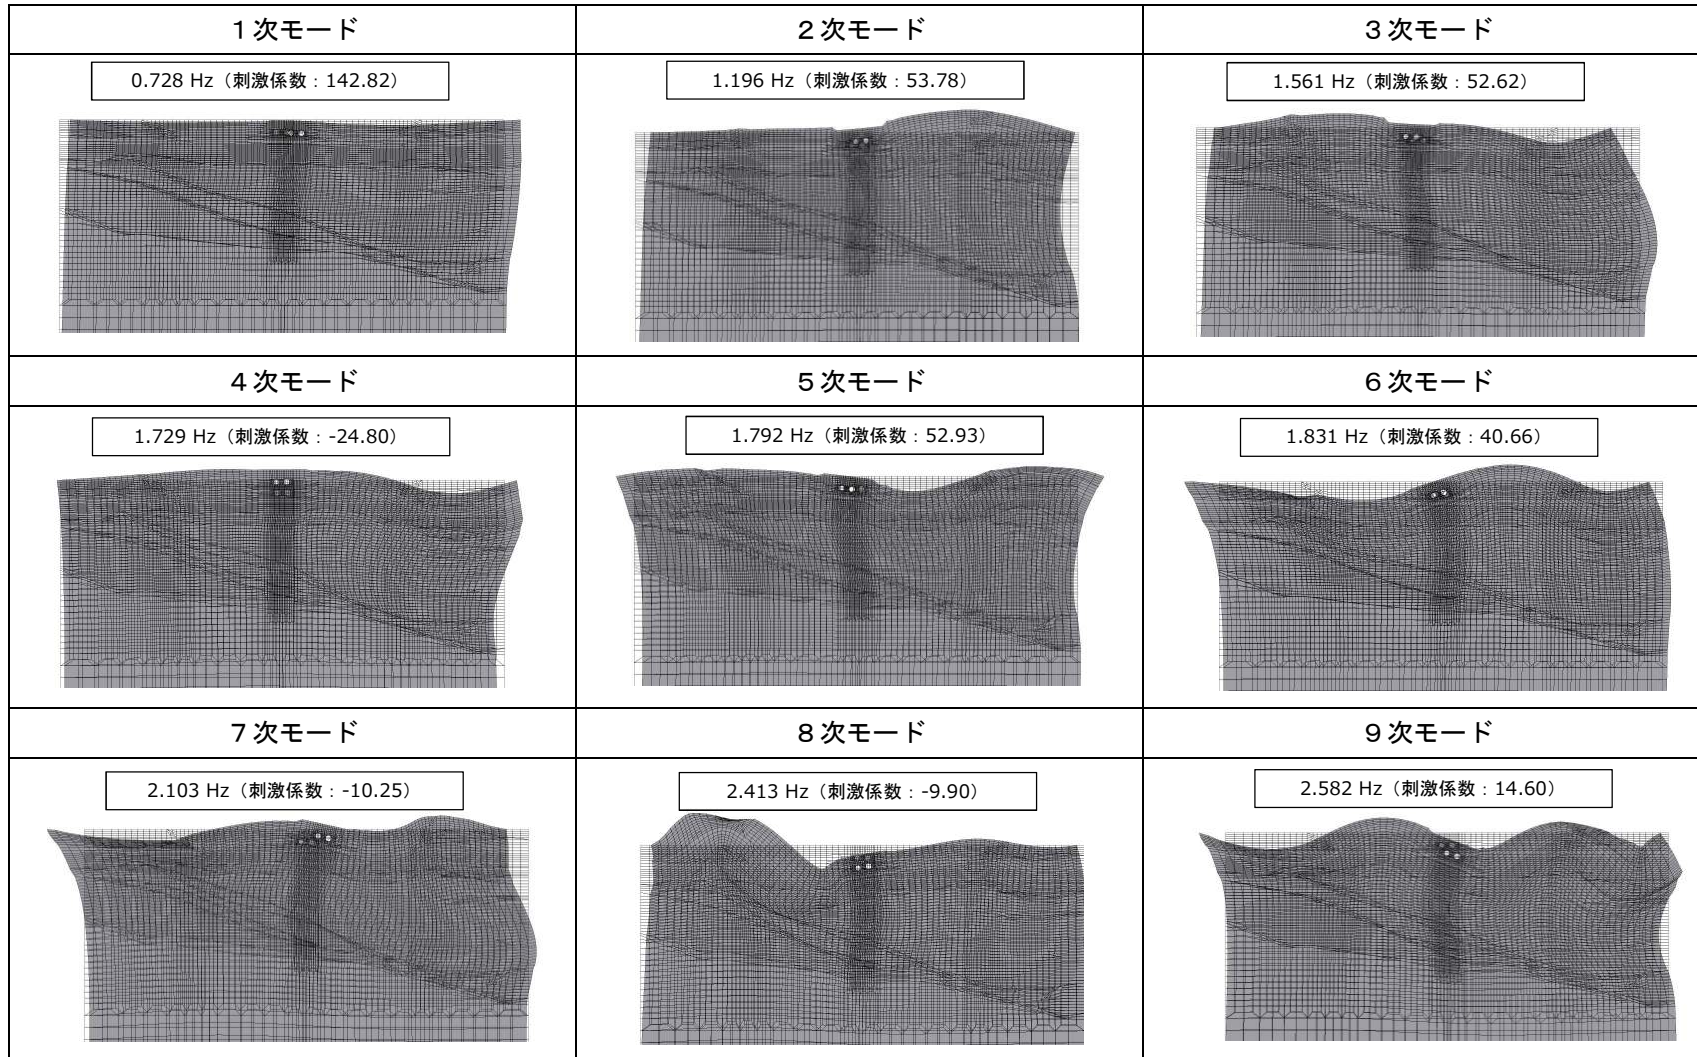 １次モード
２次モード
３次モード
0.728 Hz（刺激係数：142.82）
1.196 Hz（刺激係数：53.78）
1.561 Hz（刺激係数：52.62）
４次モード
５次モード
６次モード
1.729 Hz（刺激係数：-24.80）
1.792 Hz（刺激係数：52.93）
1.831 Hz（刺激係数：40.66）
７次モード
８次モード
９次モード
2.103 Hz（刺激係数：-10.25）
2.413 Hz（刺激係数：-9.90）
2.582 Hz（刺激係数：14.60）